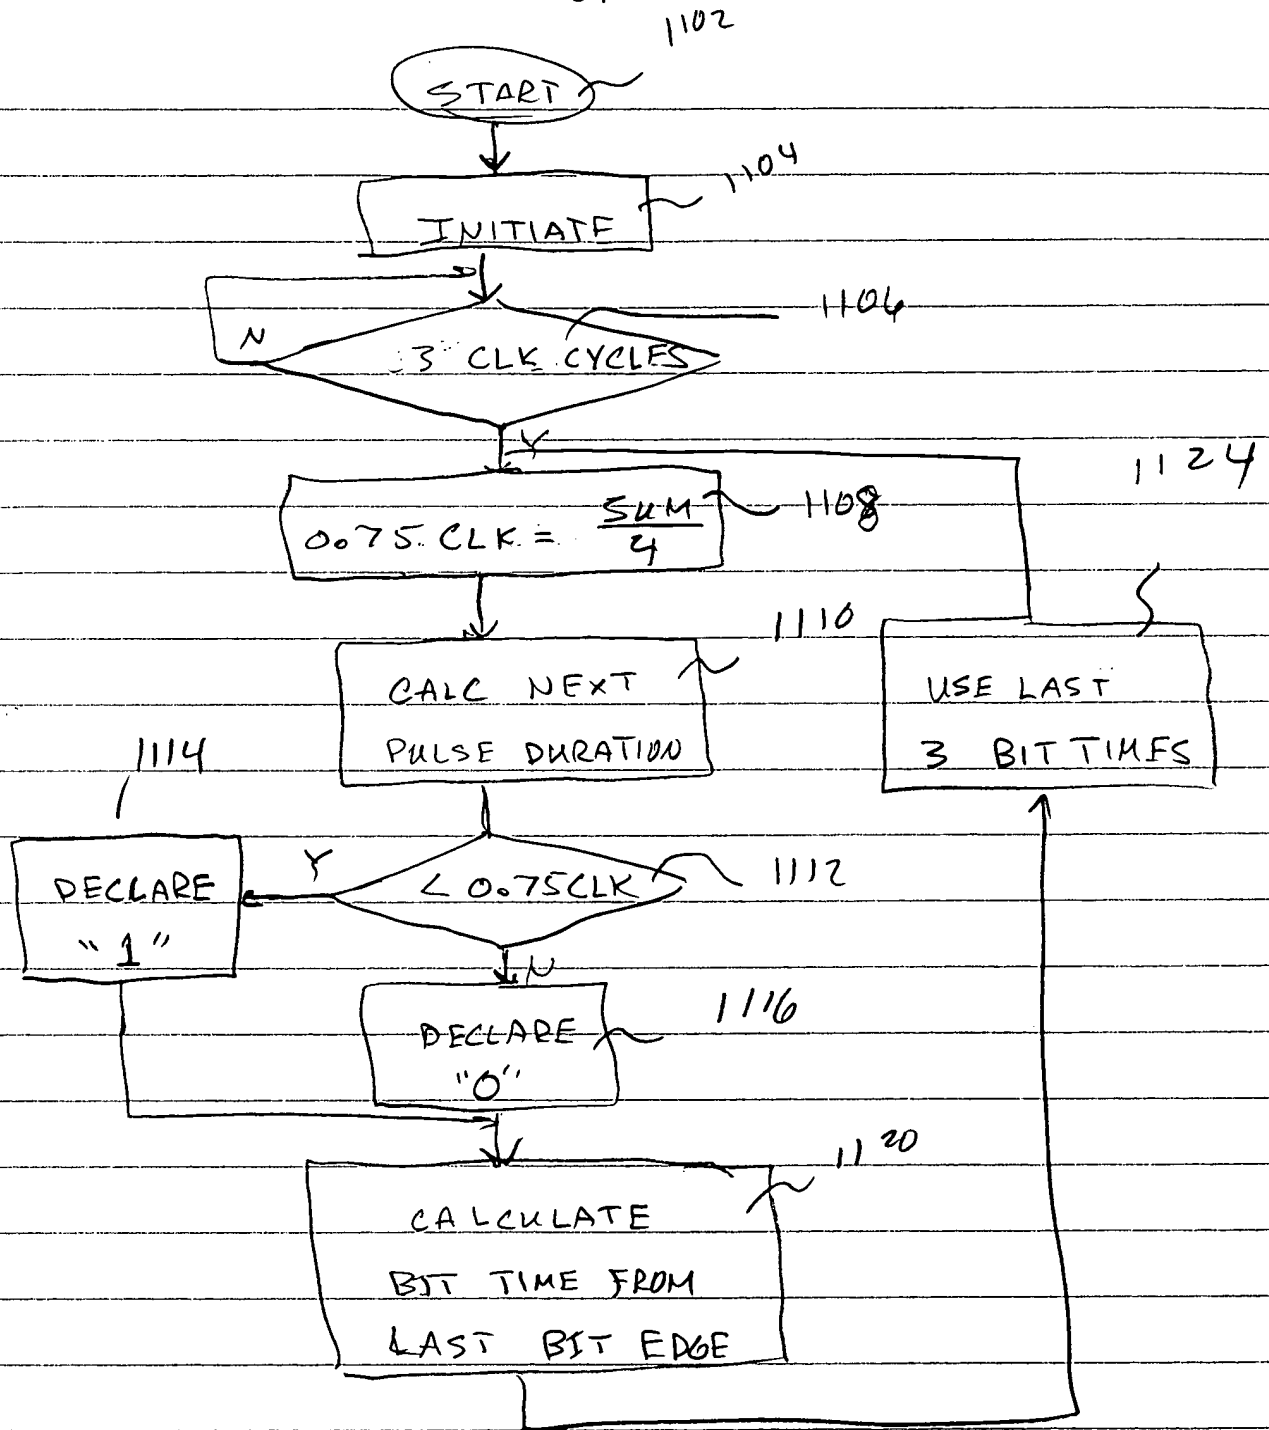 1102
START
1104
INITIATE
1106
N
3 CLK CYCLES
Y
1124
0.75 CLK = SUM/4
1108
1110
CALC NEXT
PULSE DURATION
USE LAST
3 BIT TIMES
1114
Y
< 0.75CLK
1112
DECLARE
"1"
N
1116
DECLARE
"0"
1120
CALCULATE
BIT TIME FROM
LAST BIT EDGE